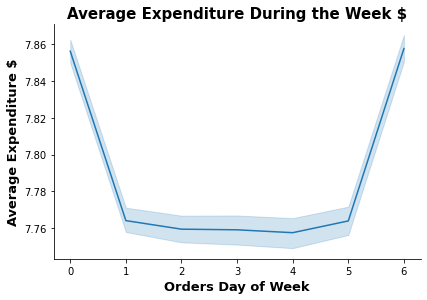 Average Expenditure During the Week $
Average Expenditure $
7.86
7.84
7.82
7.80
7.78
7.76
0 1 2 3 4 5 6
Orders Day of Week